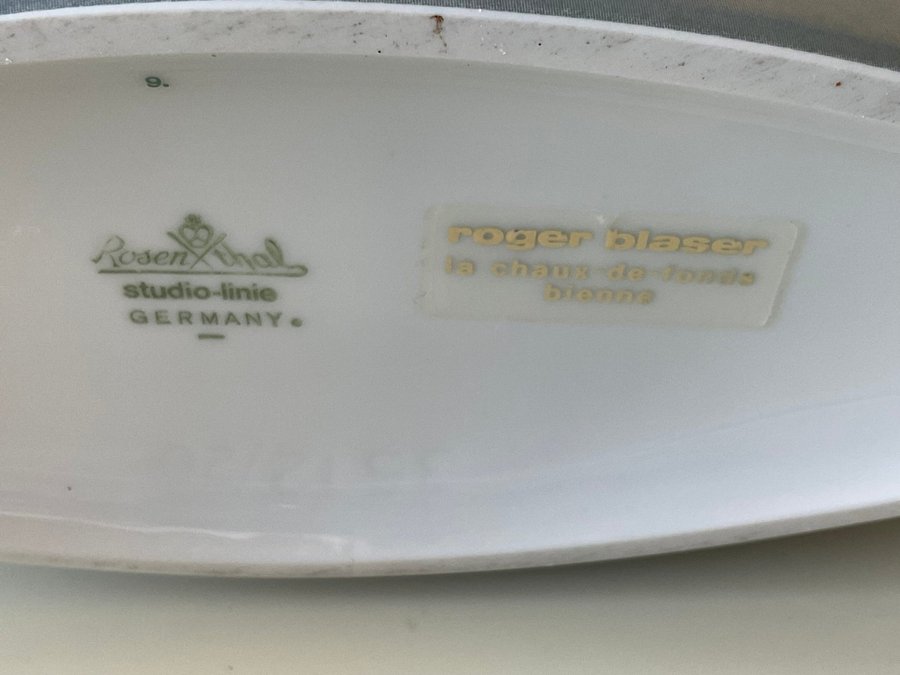 9.
Rosenthal
studio-linie
GERMANY.
roger blaser
la chaux-de-fonds
bienne